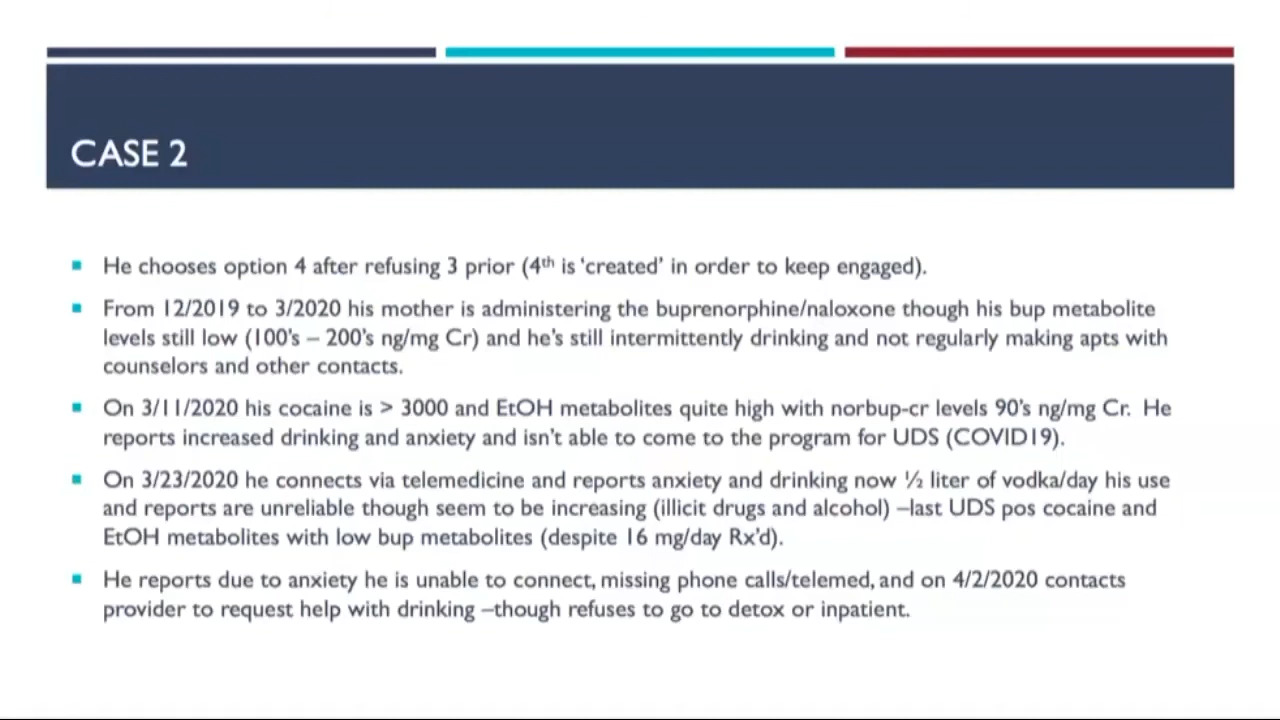 CASE 2
He chooses option 4 after refusing 3 prior (4th is ‘created’ in order to keep engaged).
From 12/2019 to 3/2020 his mother is administering the buprenorphine/naloxone though his bup metabolite
levels still low (100’s – 200’s ng/mg Cr) and he’s still intermittently drinking and not regularly making apts with
counselors and other contacts.
On 3/11/2020 his cocaine is > 3000 and EtOH metabolites quite high with norbup-cr levels 90’s ng/mg Cr. He
reports increased drinking and anxiety and isn’t able to come to the program for UDS (COVID19).
On 3/23/2020 he connects via telemedicine and reports anxiety and drinking now ½ liter of vodka/day his use
and reports are unreliable though seem to be increasing (illicit drugs and alcohol) –last UDS pos cocaine and
EtOH metabolites with low bup metabolites (despite 16 mg/day Rx’d).
He reports due to anxiety he is unable to connect, missing phone calls/telemed, and on 4/2/2020 contacts
provider to request help with drinking –though refuses to go to detox or inpatient.